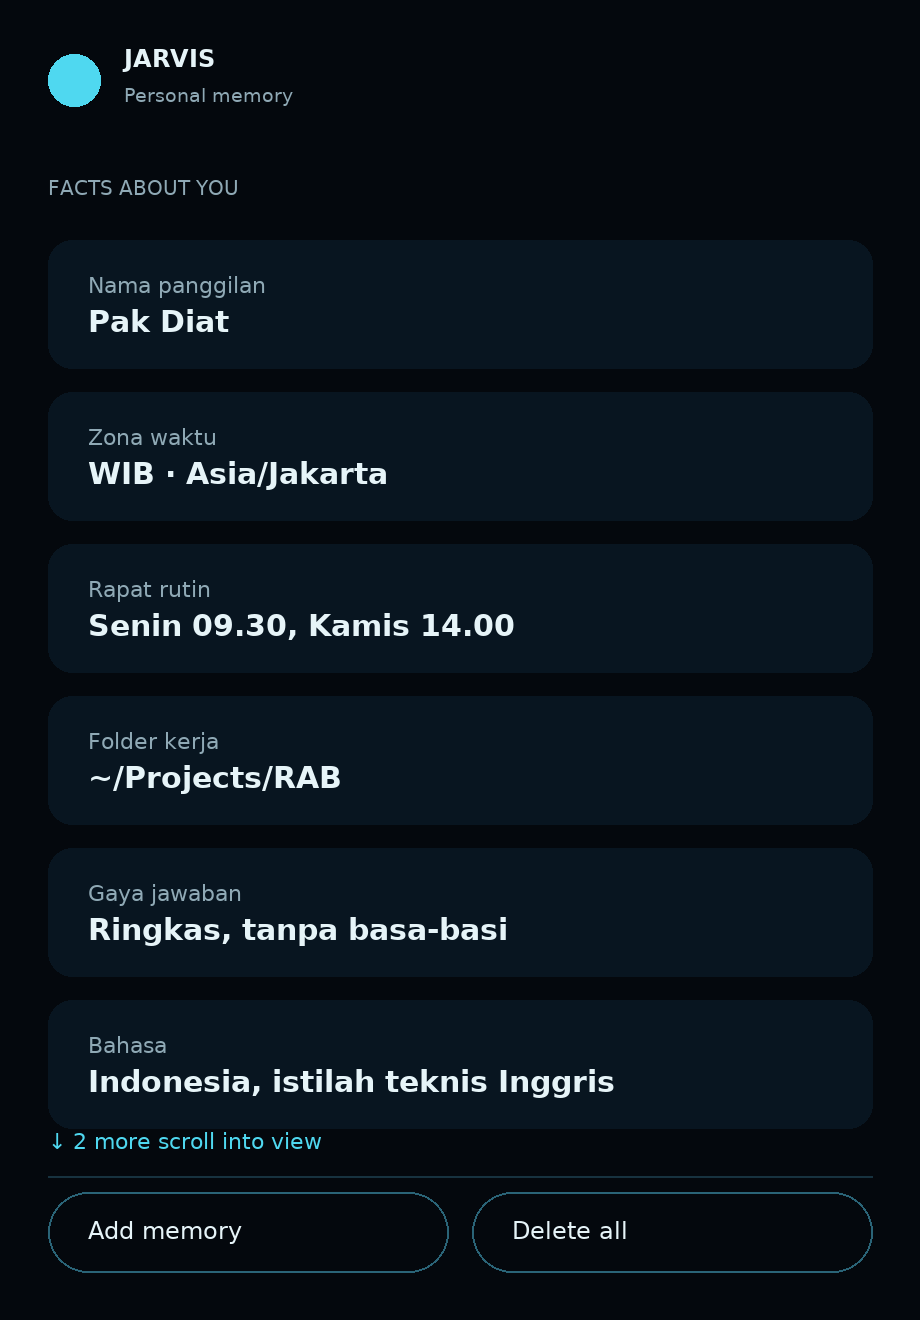 JARVIS
Personal memory
FACTS ABOUT YOU
Nama panggilan
Pak Diat
Zona waktu
WIB · Asia/Jakarta
Rapat rutin
Senin 09.30, Kamis 14.00
Folder kerja
~/Projects/RAB
Gaya jawaban
Ringkas, tanpa basa-basi
Bahasa
Indonesia, istilah teknis Inggris
↓ 2 more scroll into view
Add memory
Delete all